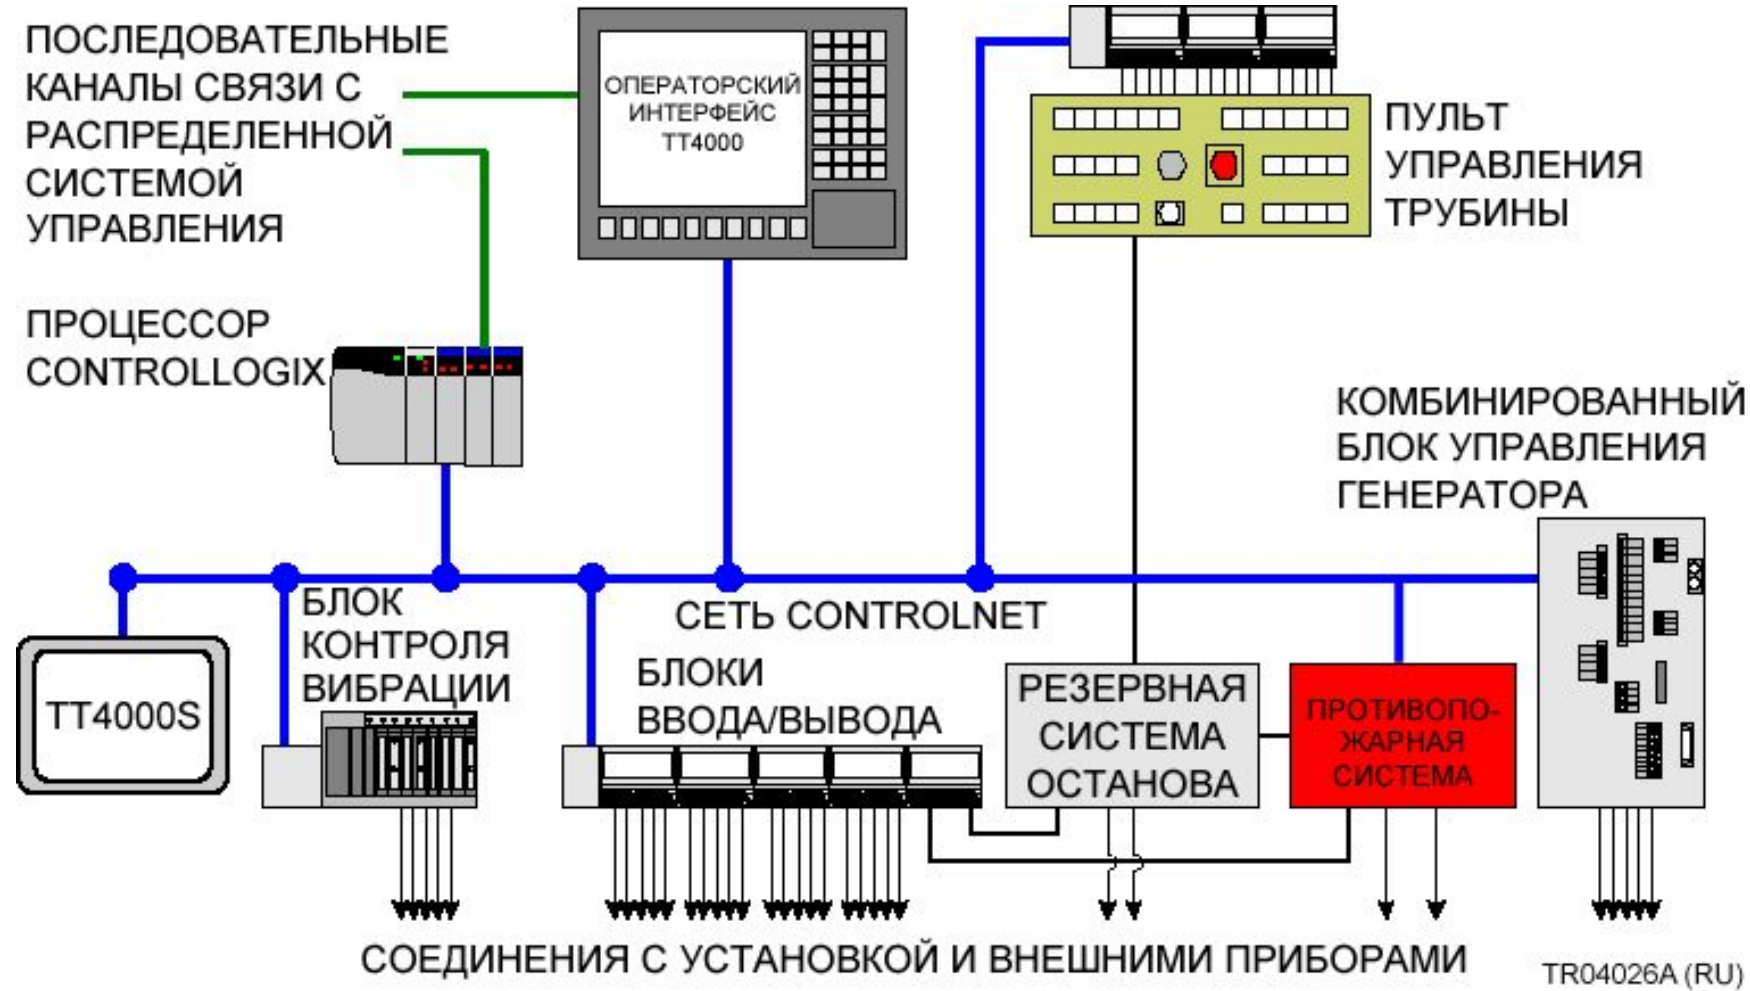 ПОСЛЕДОВАТЕЛЬНЫЕ
КАНАЛЫ СВЯЗИ С
РАСПРЕДЕЛЕННОЙ
СИСТЕМОЙ
УПРАВЛЕНИЯ
ОПЕРАТОРСКИЙ
ИНТЕРФЕЙС
ТТ4000
ПУЛЬТ
УПРАВЛЕНИЯ
ТРУБИНЫ
ПРОЦЕССОР
CONTROLLOGIX
КОМБИНИРОВАННЫЙ
БЛОК УПРАВЛЕНИЯ
ГЕНЕРАТОРА
СЕТЬ CONTROLNET
TT4000S
БЛОК
КОНТРОЛЯ
ВИБРАЦИИ
БЛОКИ
ВВОДА/ВЫВОДА
РЕЗЕРВНАЯ
СИСТЕМА
ОСТАНОВА
ПРОТИВОПО-
ЖАРНАЯ
СИСТЕМА
СОЕДИНЕНИЯ С УСТАНОВКОЙ И ВНЕШНИМИ ПРИБОРАМИ
TR04026A (RU)